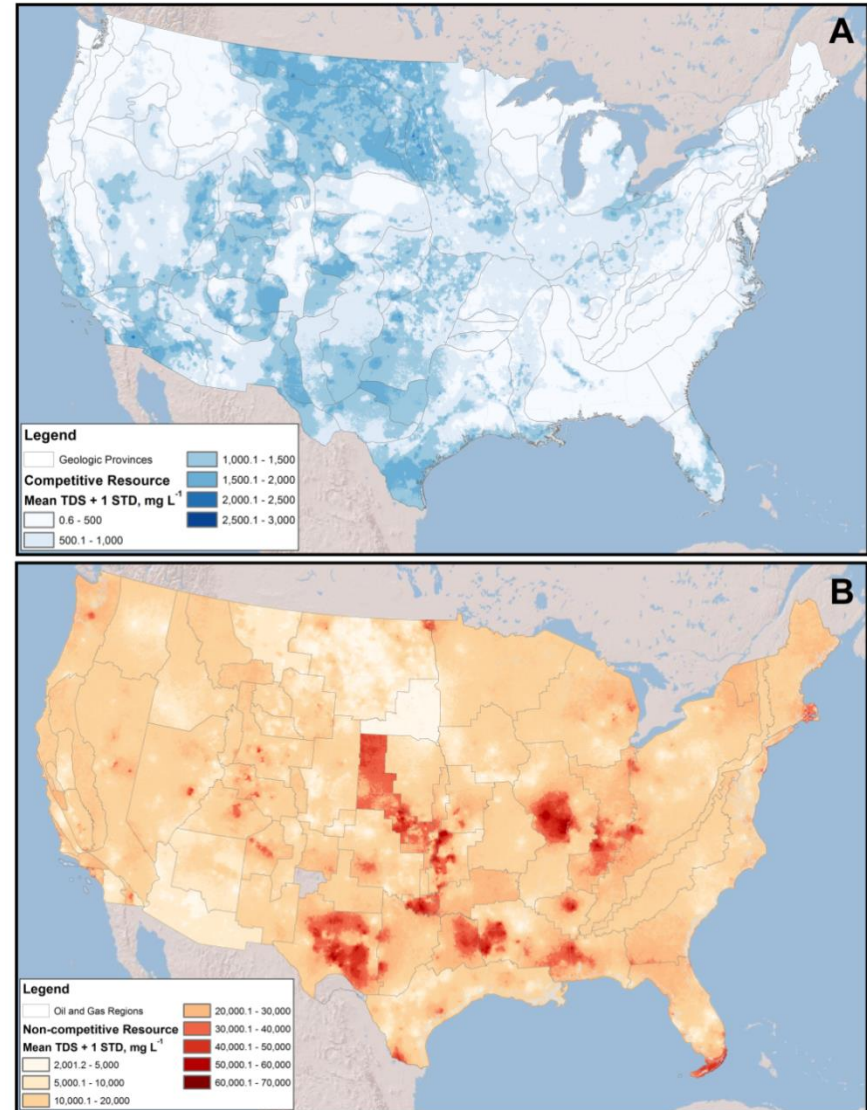 A
Legend
Geologic Provinces
Competitive Resource
Mean TDS + 1 STD, mg L⁻¹
0.6 - 500
500.1 - 1,000
1,000.1 - 1,500
1,500.1 - 2,000
2,000.1 - 2,500
2,500.1 - 3,000
B
Legend
Oil and Gas Regions
Non-competitive Resource
Mean TDS + 1 STD, mg L⁻¹
2,001.2 - 5,000
5,000.1 - 10,000
10,000.1 - 20,000
20,000.1 - 30,000
30,000.1 - 40,000
40,000.1 - 50,000
50,000.1 - 60,000
60,000.1 - 70,000